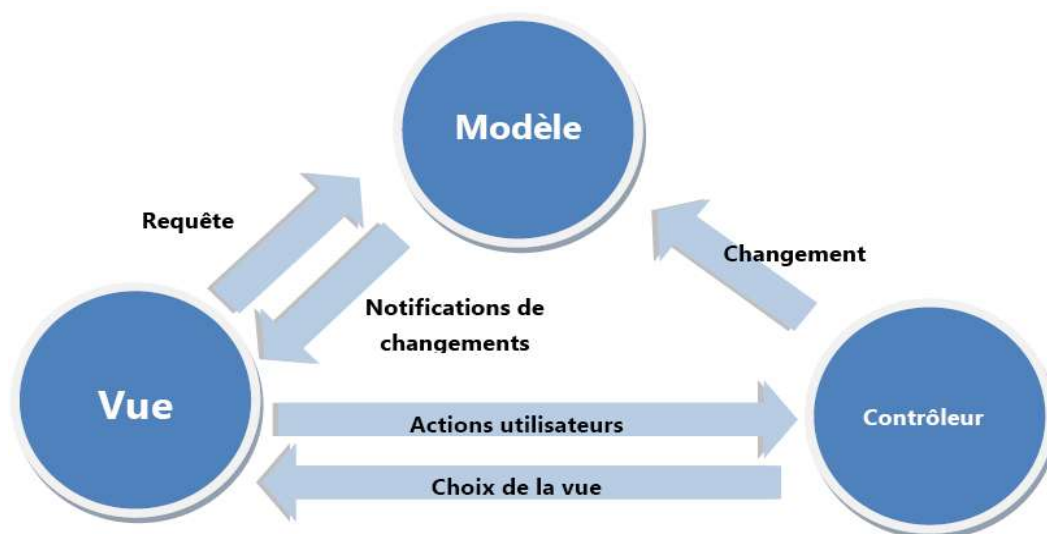 Modèle
Requête
Changement
Notifications de
changements
Vue
Actions utilisateurs
Contrôleur
Choix de la vue